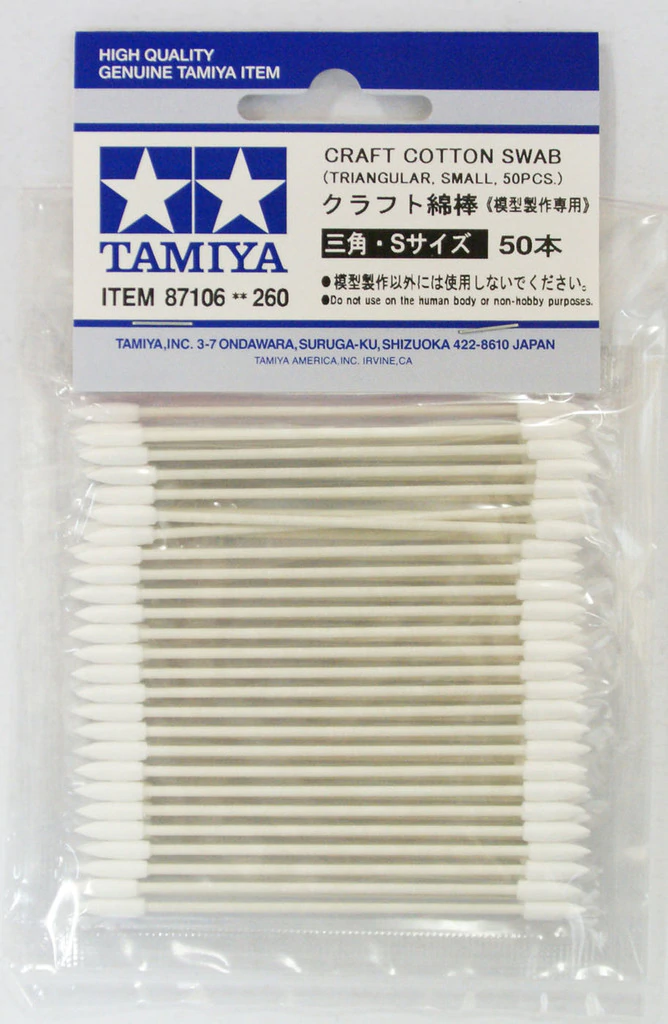 HIGH QUALITY
GENUINE TAMIYA ITEM
TAMIYA
ITEM 87106 ** 260
CRAFT COTTON SWAB
(TRIANGULAR, SMALL, 50PCS.)
クラフト綿棒《模型製作専用》
三角・Sサイズ 50本
●模型製作以外には使用しないでください。
●Do not use on the human body or non-hobby purposes.
TAMIYA,INC. 3-7 ONDAWARA,SURUGA-KU,SHIZUOKA 422-8610 JAPAN
TAMIYA AMERICA,INC. IRVINE,CA